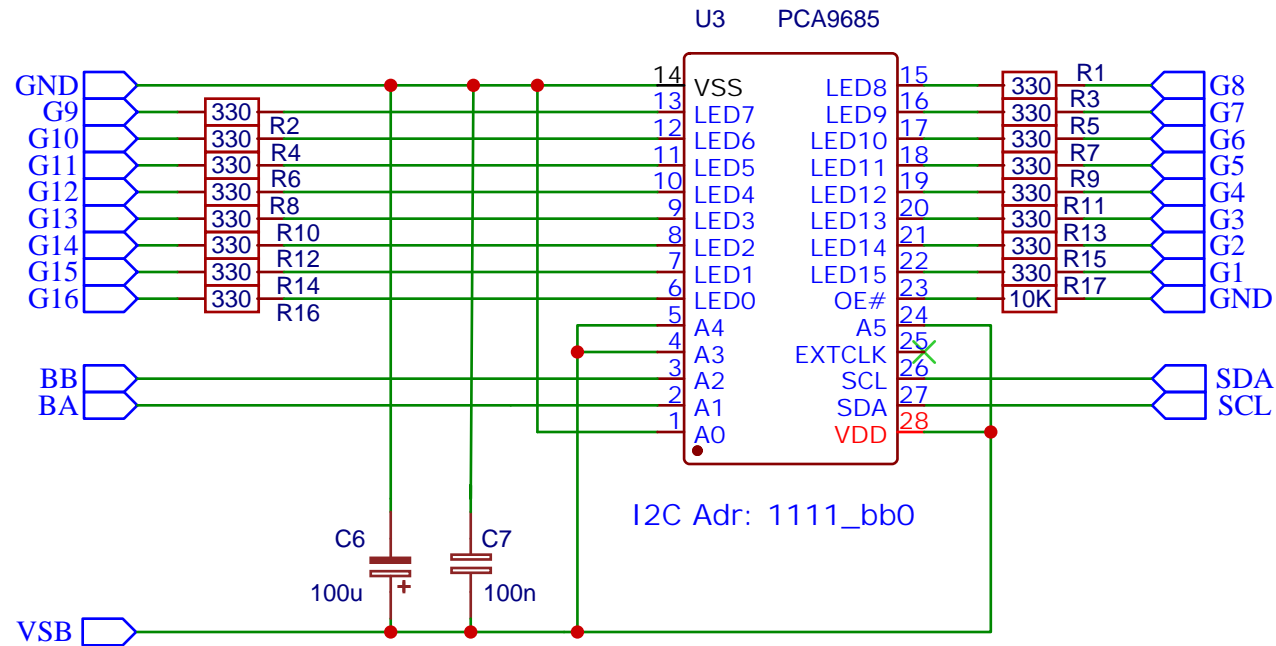 U3 PCA9685
GND 14 VSS LED8 15 330 R1 G8
G9 330 R2 13 LED7 LED9 16 330 R3 G7
G10 330 R4 12 LED6 LED10 17 330 R5 G6
G11 330 R6 11 LED5 LED11 18 330 R7 G5
G12 330 R8 10 LED4 LED12 19 330 R9 G4
G13 330 R10 9 LED3 LED13 20 330 R11 G3
G14 330 R12 8 LED2 LED14 21 330 R13 G2
G15 330 R14 7 LED1 LED15 22 330 R15 G1
G16 330 R16 6 LED0 OE# 23 10K R17 GND
5 A4 A5 24
4 A3 EXTCLK 25
BB 3 A2 SCL 26 SDA
BA 2 A1 SDA 27 SCL
1 A0 VDD 28
I2C Adr: 1111_bb0
C6 C7
+
100u 100n
VSB